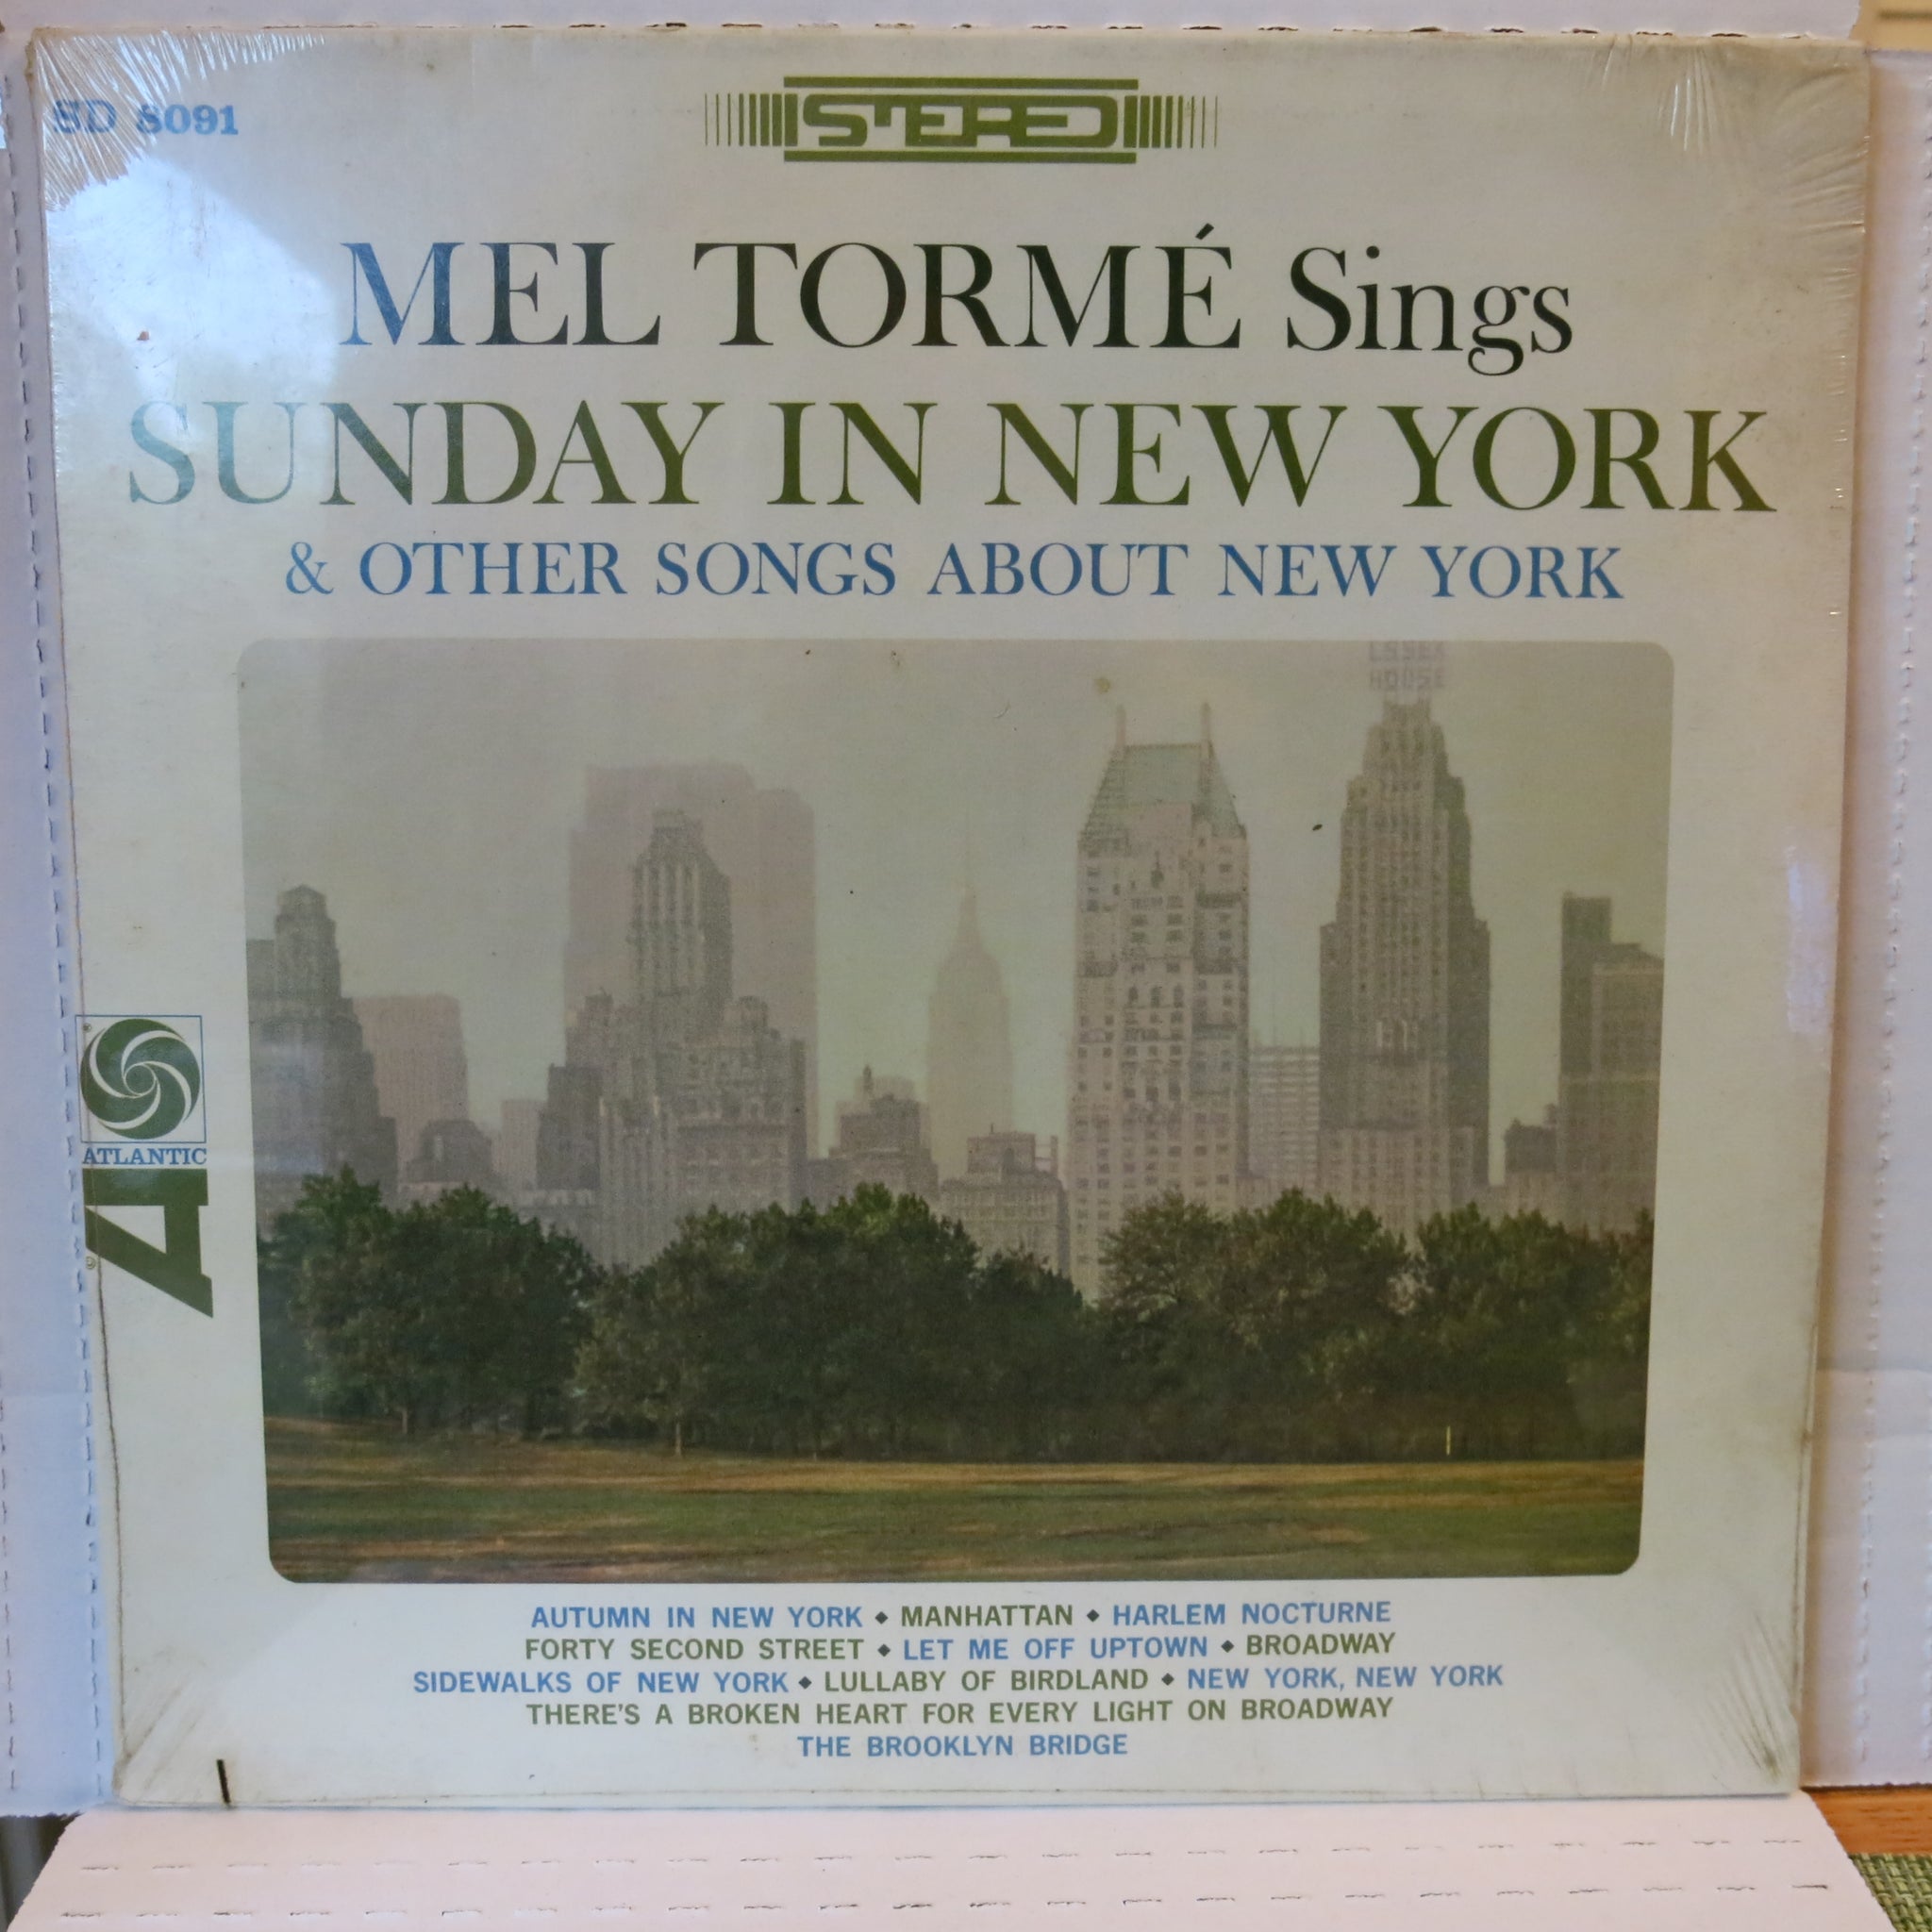 SD 8091
STEREO
MEL TORMÉ Sings
SUNDAY IN NEW YORK
& OTHER SONGS ABOUT NEW YORK
ESSEX
HOUSE
ATLANTIC
AUTUMN IN NEW YORK ◆ MANHATTAN ◆ HARLEM NOCTURNE
FORTY SECOND STREET ◆ LET ME OFF UPTOWN ◆ BROADWAY
SIDEWALKS OF NEW YORK ◆ LULLABY OF BIRDLAND ◆ NEW YORK, NEW YORK
THERE'S A BROKEN HEART FOR EVERY LIGHT ON BROADWAY
THE BROOKLYN BRIDGE